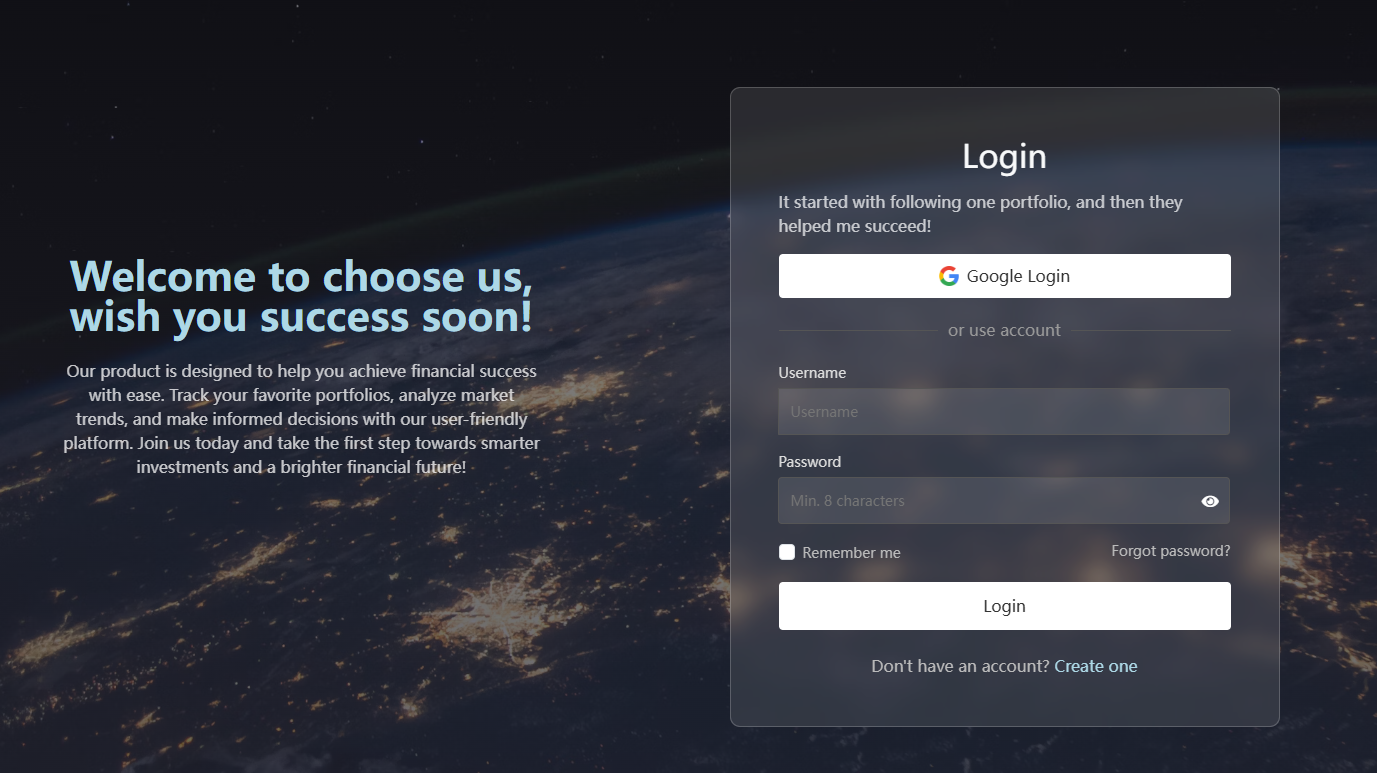 Welcome to choose us,
wish you success soon!
Our product is designed to help you achieve financial success
with ease. Track your favorite portfolios, analyze market
trends, and make informed decisions with our user-friendly
platform. Join us today and take the first step towards smarter
investments and a brighter financial future!
Login
It started with following one portfolio, and then they
helped me succeed!
Google Login
or use account
Username
Username
Password
Min. 8 characters
Remember me
Forgot password?
Login
Don't have an account? Create one